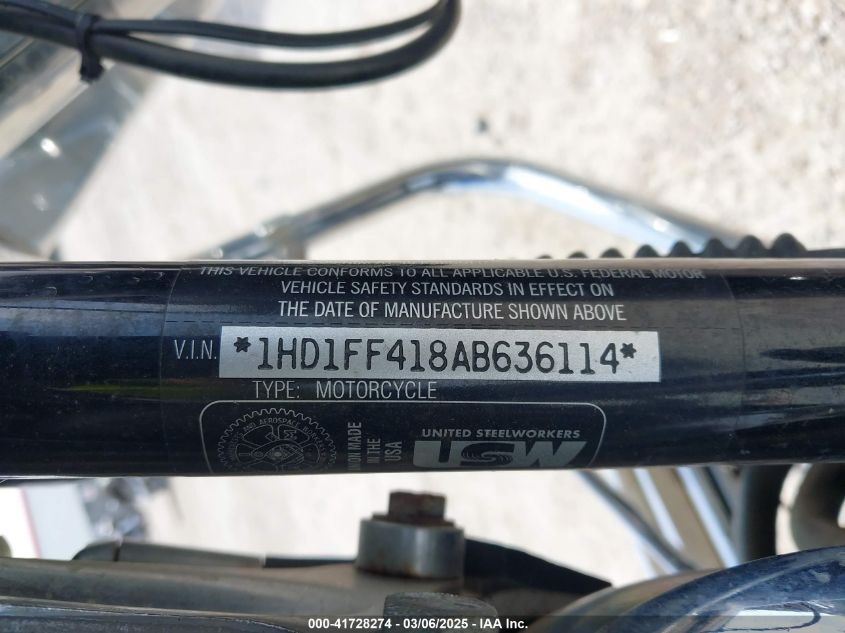 THIS VEHICLE CONFORMS TO ALL APPLICABLE U.S. FEDERAL MOTOR
VEHICLE SAFETY STANDARDS IN EFFECT ON
THE DATE OF MANUFACTURE SHOWN ABOVE
V.I.N. *1HD1FF418AB636114*
TYPE: MOTORCYCLE
UNION MADE
IN THE
USA
UNITED STEELWORKERS
USW
000-41728274 - 03/06/2025 - IAA Inc.